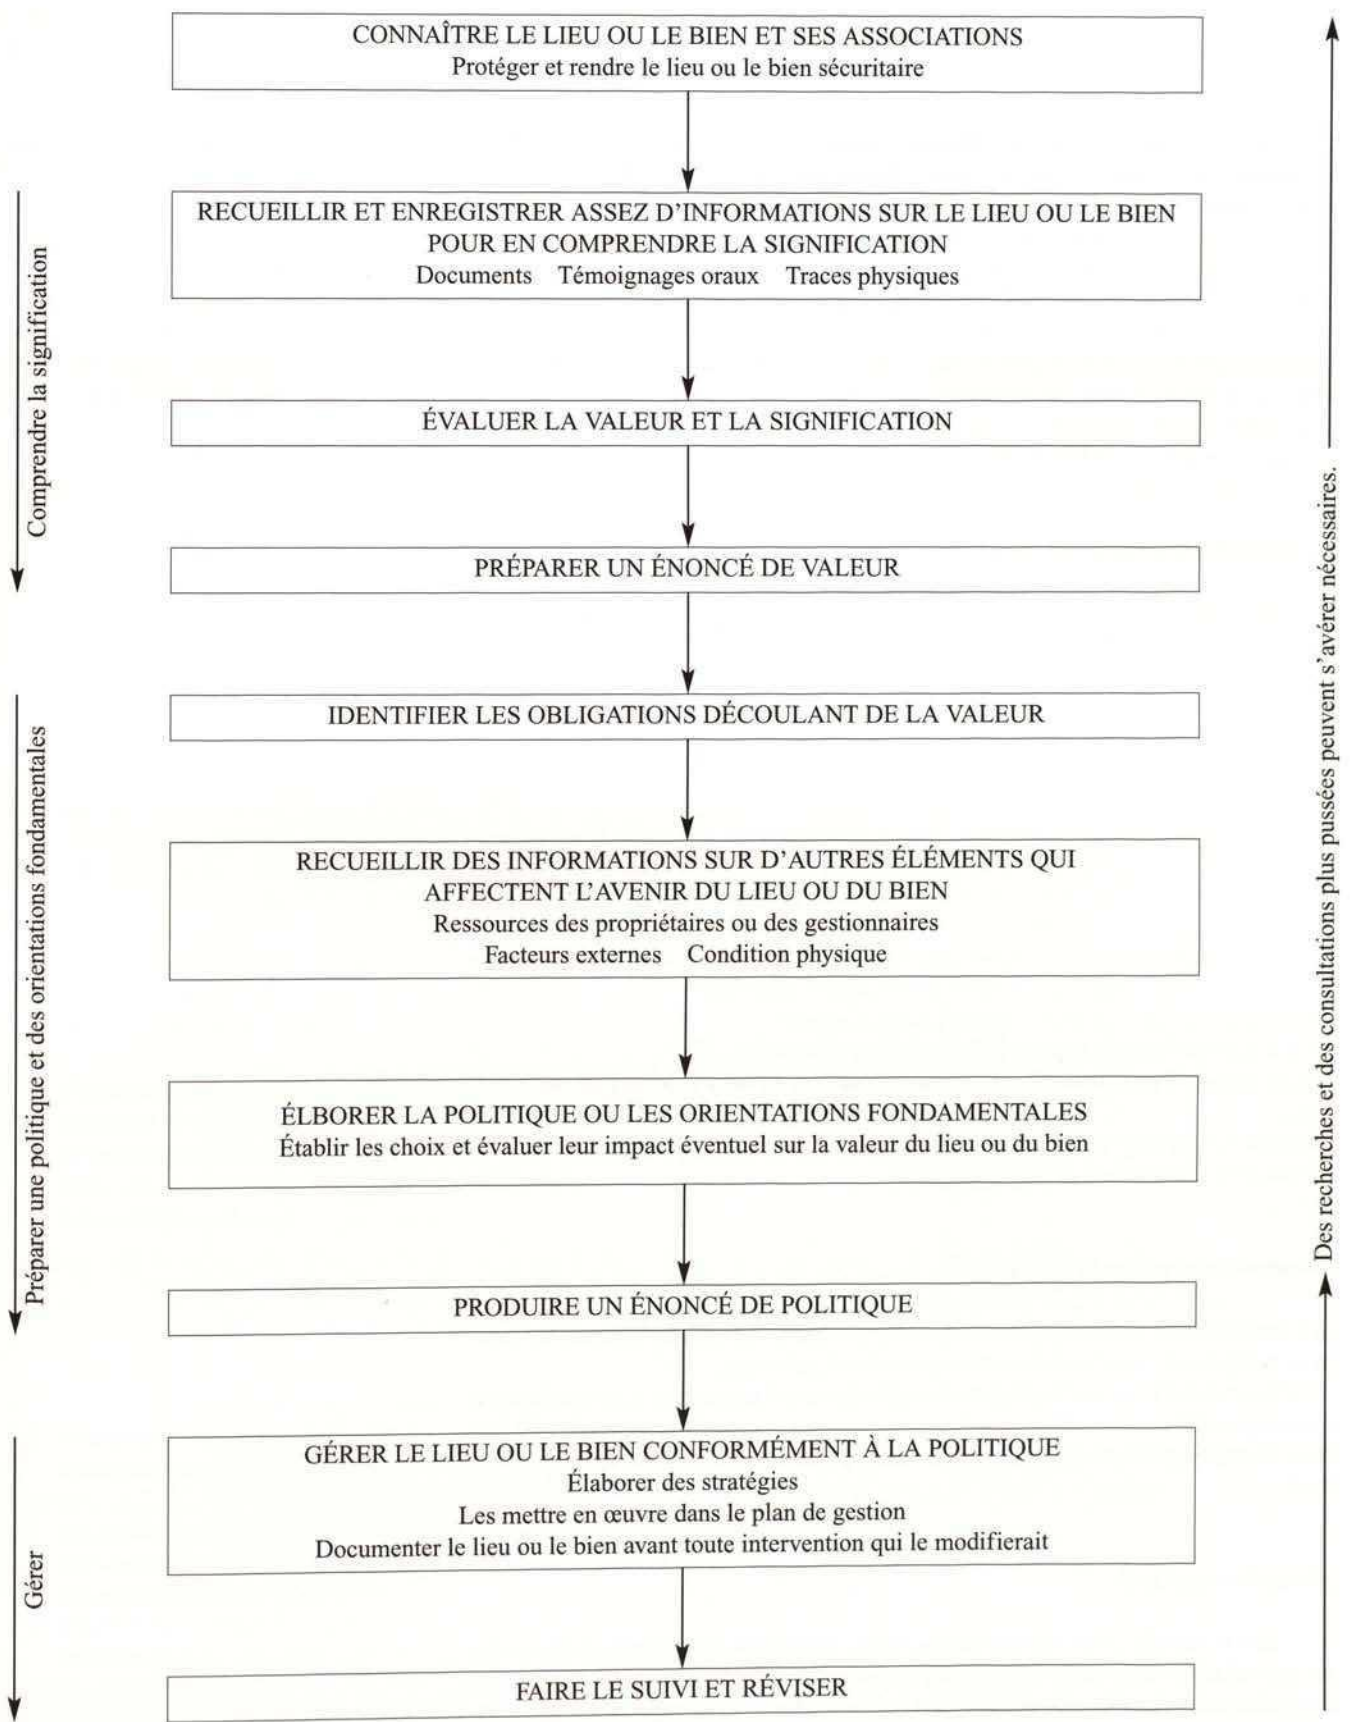 CONNAÎTRE LE LIEU OU LE BIEN ET SES ASSOCIATIONS
Protéger et rendre le lieu ou le bien sécuritaire
RECUEILLIR ET ENREGISTRER ASSEZ D'INFORMATIONS SUR LE LIEU OU LE BIEN
POUR EN COMPRENDRE LA SIGNIFICATION
Documents Témoignages oraux Traces physiques
ÉVALUER LA VALEUR ET LA SIGNIFICATION
PRÉPARER UN ÉNONCÉ DE VALEUR
Comprendre la signification
IDENTIFIER LES OBLIGATIONS DÉCOULANT DE LA VALEUR
RECUEILLIR DES INFORMATIONS SUR D'AUTRES ÉLÉMENTS QUI
AFFECTENT L'AVENIR DU LIEU OU DU BIEN
Ressources des propriétaires ou des gestionnaires
Facteurs externes Condition physique
ÉLBORER LA POLITIQUE OU LES ORIENTATIONS FONDAMENTALES
Établir les choix et évaluer leur impact éventuel sur la valeur du lieu ou du bien
PRODUIRE UN ÉNONCÉ DE POLITIQUE
Préparer une politique et des orientations fondamentales
GÉRER LE LIEU OU LE BIEN CONFORMÉMENT À LA POLITIQUE
Élaborer des stratégies
Les mettre en œuvre dans le plan de gestion
Documenter le lieu ou le bien avant toute intervention qui le modifierait
FAIRE LE SUIVI ET RÉVISER
Gérer
Des recherches et des consultations plus pussées peuvent s'avérer nécessaires.